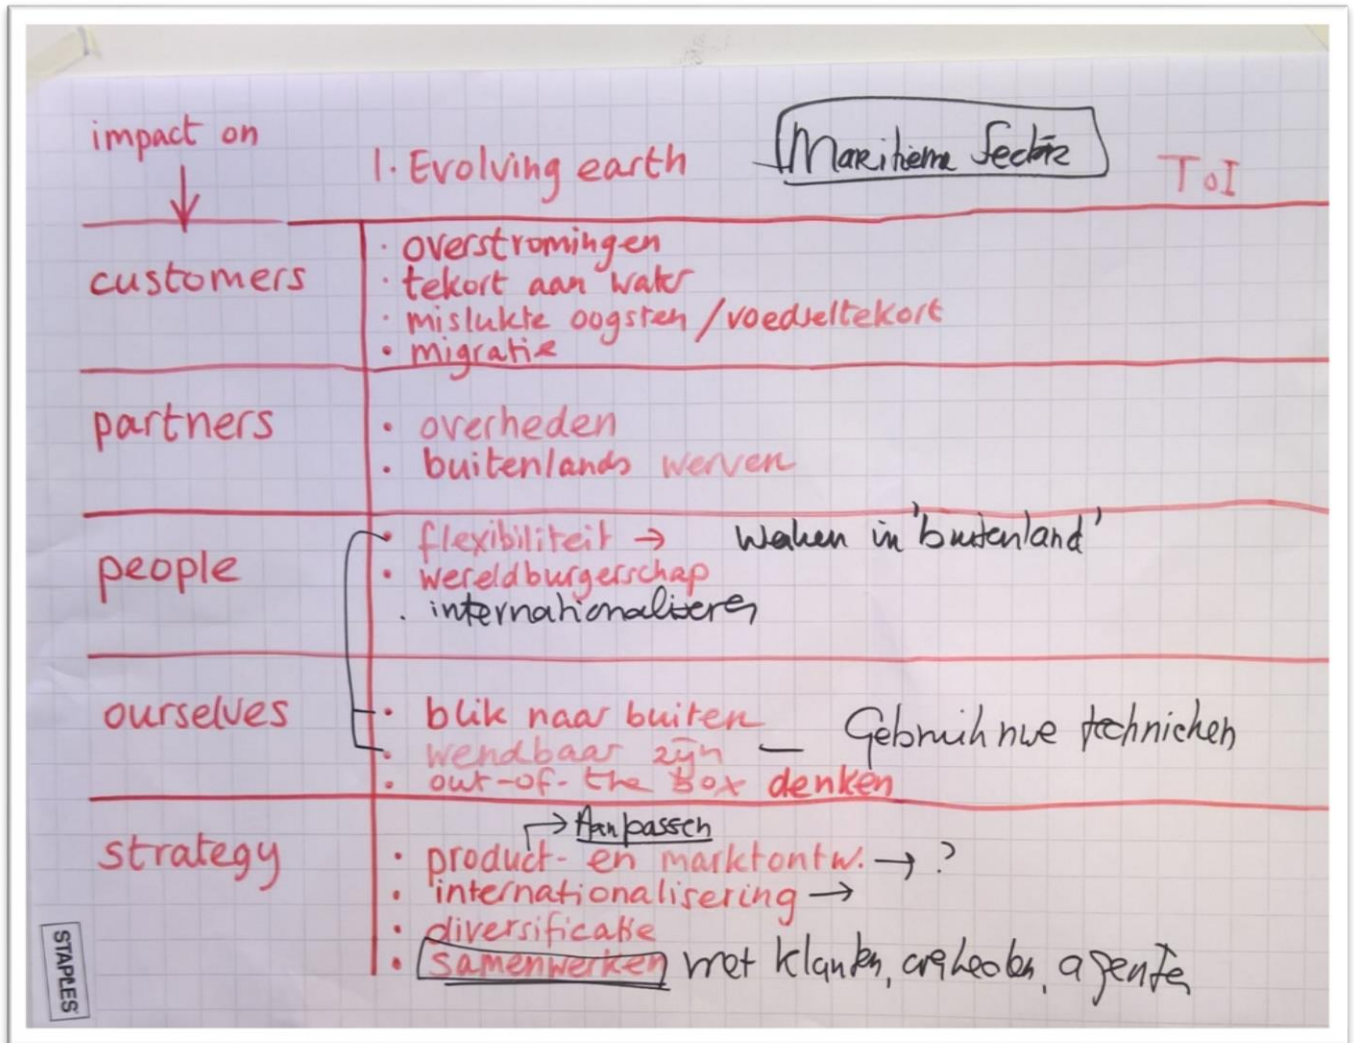 impact on
1. Evolving earth
Maritieme Sector
ToI
customers
· overstromingen
· tekort aan water
· mislukte oogsten / voedseltekort
· migratie
partners
· overheden
· buitenlands werven
people
· flexibiliteit → Werken in 'buitenland'
· wereldburgerschap
· internationaliseren
ourselves
· blik naar buiten
· wendbaar zijn — Gebruik nwe technieken
· out-of-the box denken
strategy
→ Aanpassen
· product- en marktontw. → ?
· internationalisering →
· diversificatie
· samenwerken met klanten, overheden, agenten
STAPLES